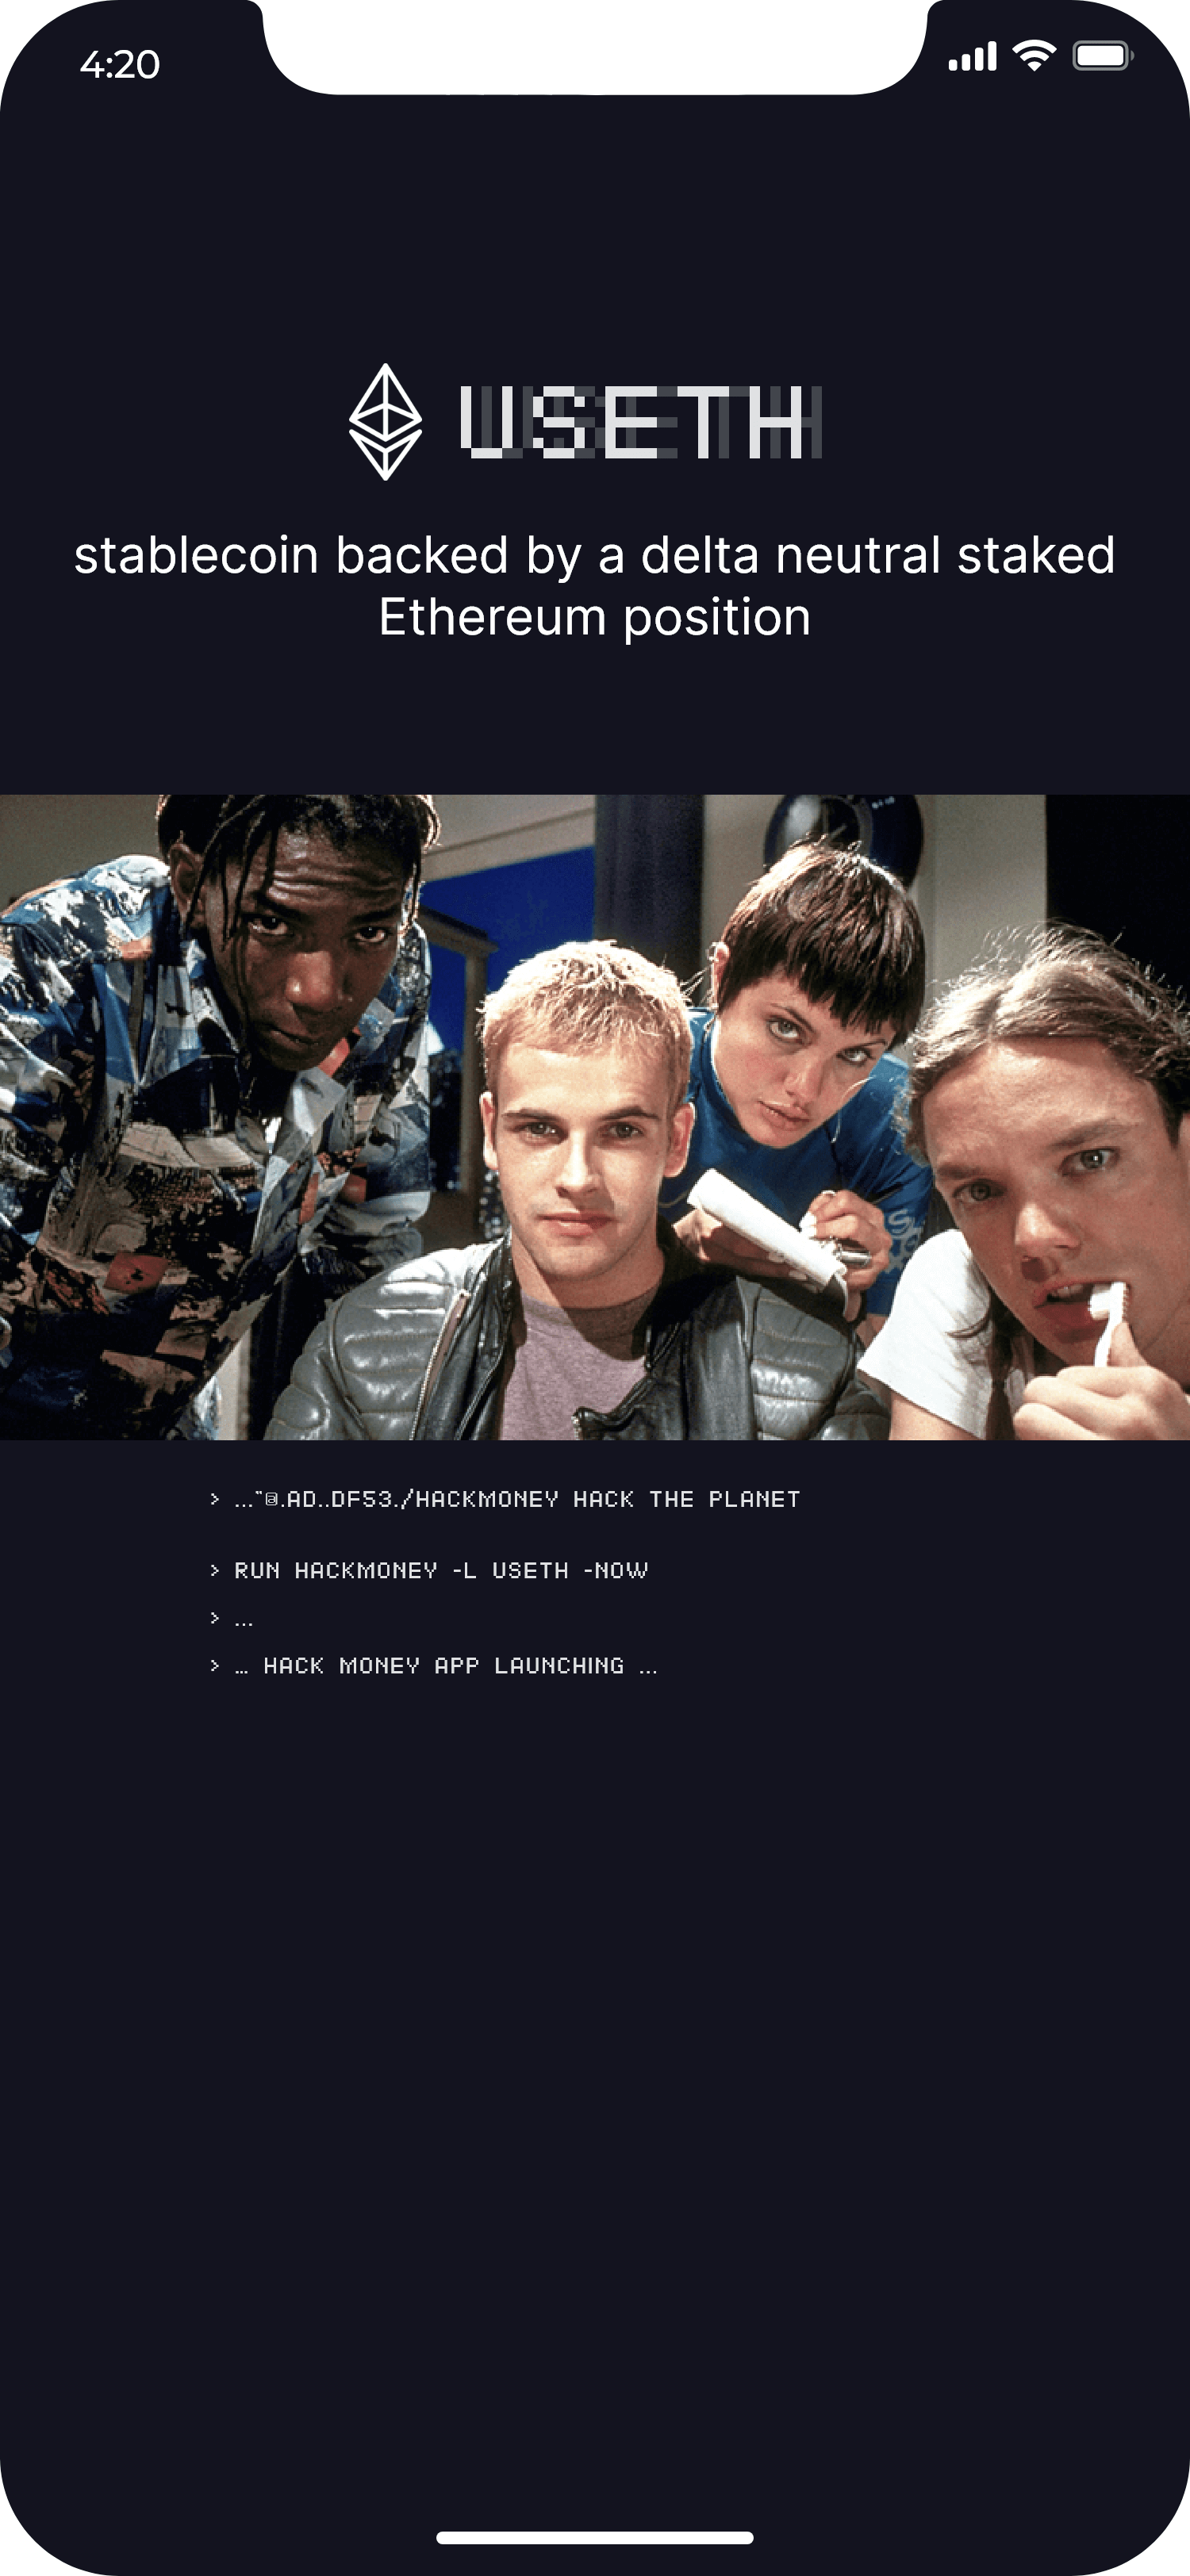 4:20
USETH
stablecoin backed by a delta neutral staked
Ethereum position
> ..."@.AD..DF53./HACKMONEY HACK THE PLANET
> RUN HACKMONEY -L USETH -NOW
> ...
> ... HACK MONEY APP LAUNCHING ...